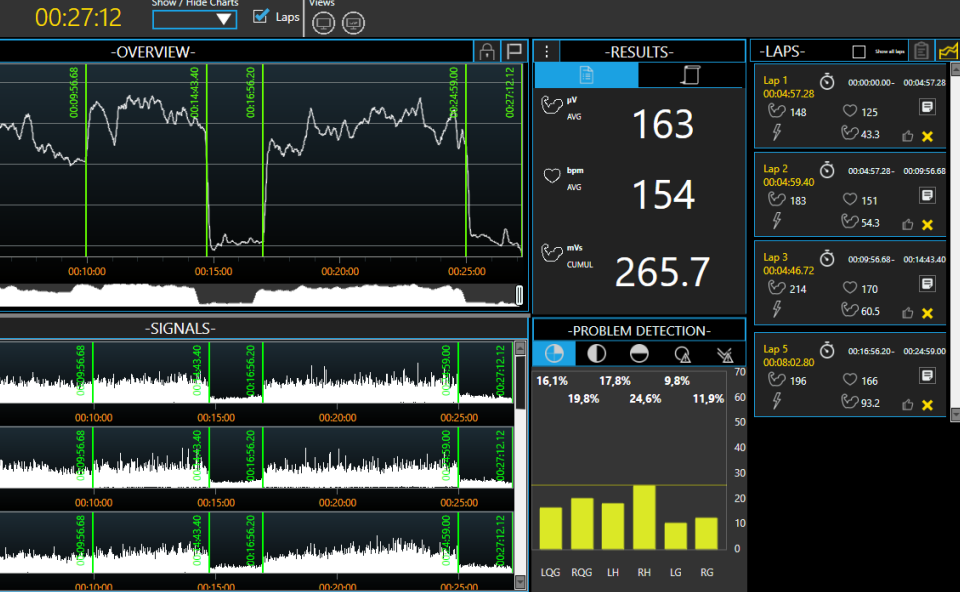 00:27:12
Show / Hide Charts
Laps
Views
-OVERVIEW-
00:09:56.68
00:14:43.40
00:16:56.20
00:24:59.00
00:27:12.12
00:10:00
00:15:00
00:20:00
00:25:00
-SIGNALS-
00:09:56.68
00:14:43.40
00:16:56.20
00:24:59.00
00:27:12.12
00:10:00
00:15:00
00:20:00
00:25:00
00:09:56.68
00:14:43.40
00:16:56.20
00:24:59.00
00:27:12.12
00:10:00
00:15:00
00:20:00
00:25:00
00:09:56.68
00:14:43.40
00:16:56.20
00:24:59.00
00:27:12.12
00:10:00
00:15:00
00:20:00
00:25:00
-RESULTS-
μV
AVG
163
bpm
AVG
154
mVs
CUMUL
265.7
-PROBLEM DETECTION-
16,1% 17,8% 9,8%
19,8% 24,6% 11,9%
70
60
50
40
30
20
10
0
LQG RQG LH RH LG RG
-LAPS-
Show all laps
Lap 1
00:00:00.00- 00:04:57.28
00:04:57.28
148 125
43.3
Lap 2
00:04:57.28- 00:09:56.68
00:04:59.40
183 151
54.3
Lap 3
00:09:56.68- 00:14:43.40
00:04:46.72
214 170
60.5
Lap 5
00:16:56.20- 00:24:59.00
00:08:02.80
196 166
93.2